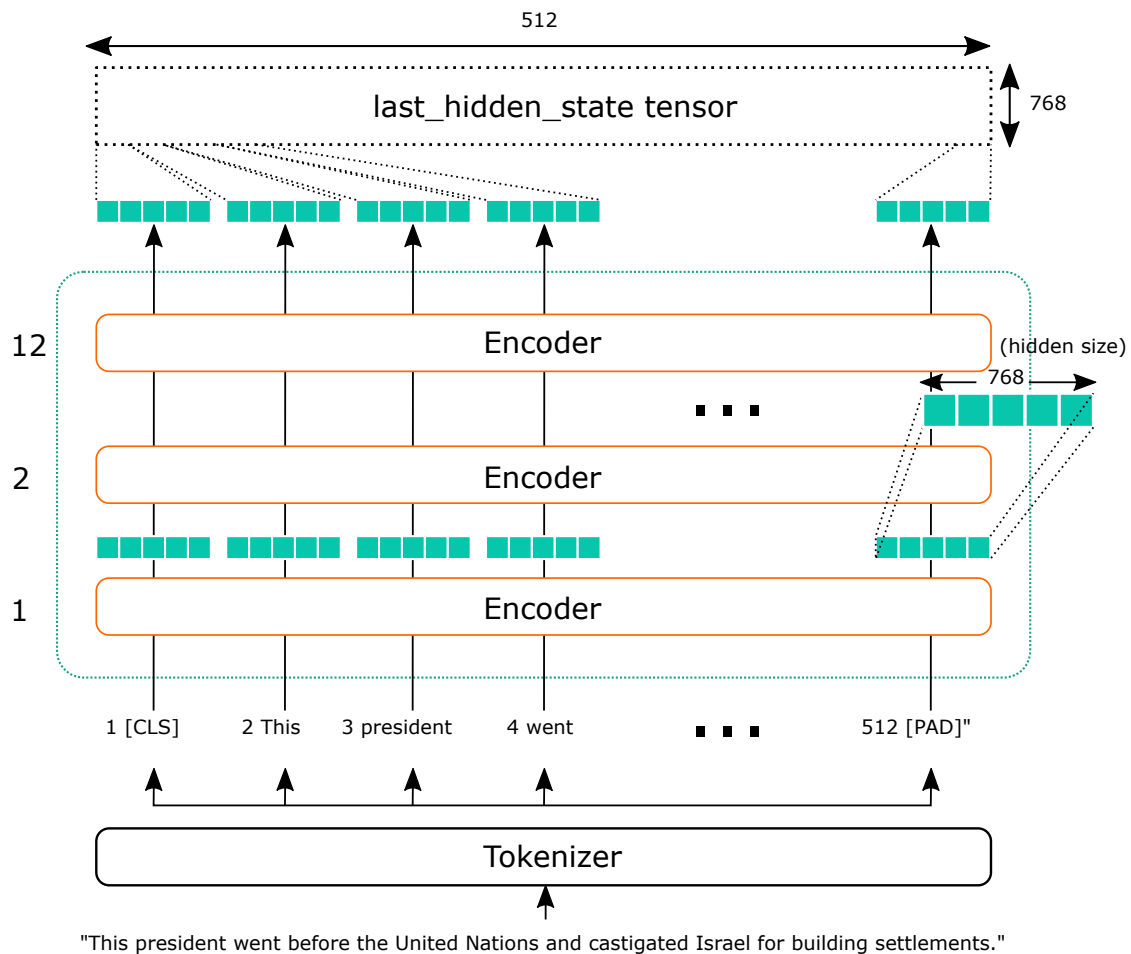 512
last_hidden_state tensor
768
12
Encoder
(hidden size)
768
2
Encoder
1
Encoder
1 [CLS]
2 This
3 president
4 went
512 [PAD]"
Tokenizer
"This president went before the United Nations and castigated Israel for building settlements."